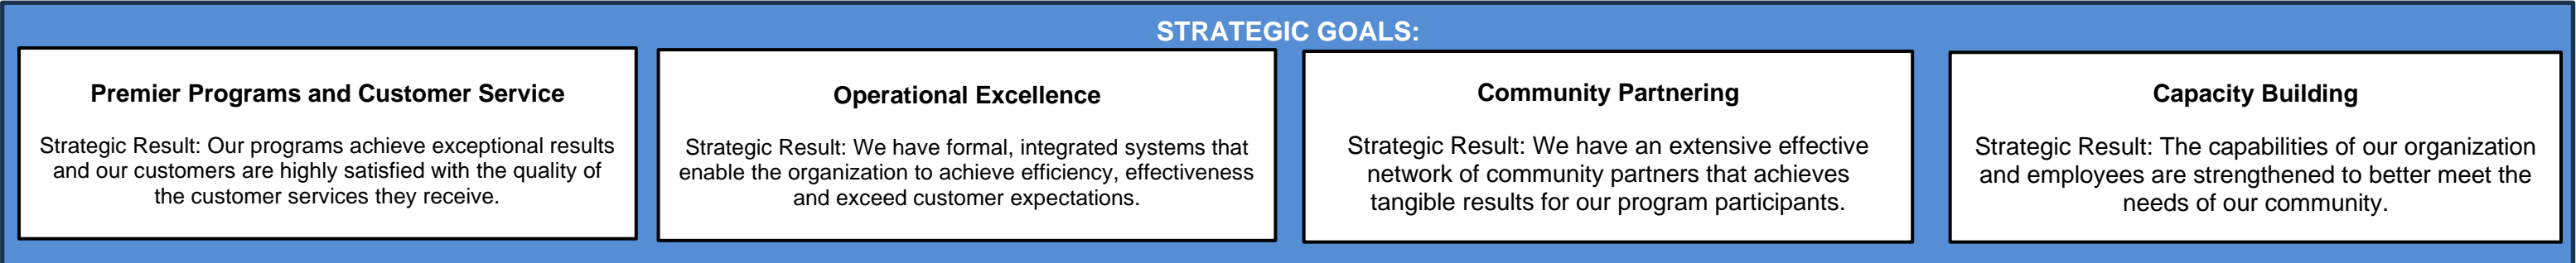 STRATEGIC GOALS:
Premier Programs and Customer Service
Strategic Result: Our programs achieve exceptional results
and our customers are highly satisfied with the quality of
the customer services they receive.
Operational Excellence
Strategic Result: We have formal, integrated systems that
enable the organization to achieve efficiency, effectiveness
and exceed customer expectations.
Community Partnering
Strategic Result: We have an extensive effective
network of community partners that achieves
tangible results for our program participants.
Capacity Building
Strategic Result: The capabilities of our organization
and employees are strengthened to better meet the
needs of our community.